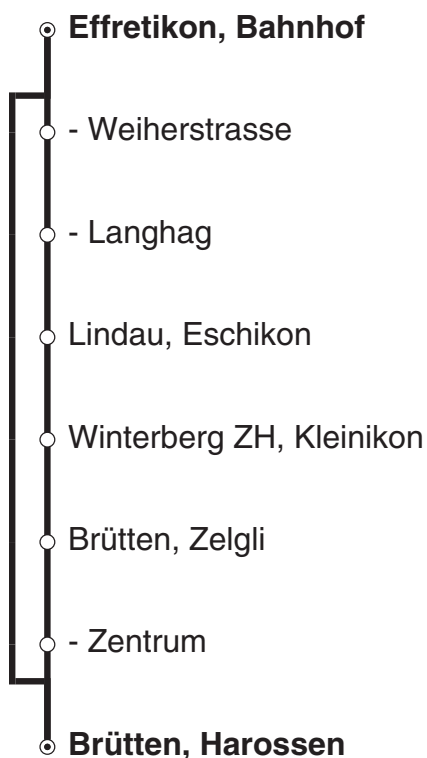 Effretikon, Bahnhof
- Weiherstrasse
- Langhag
Lindau, Eschikon
Winterberg ZH, Kleinikon
Brütten, Zelgli
- Zentrum
Brütten, Harossen